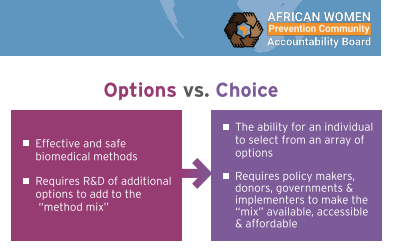 AFRICAN WOMEN
Prevention Community
Accountability Board
Options vs. Choice
Effective and safe
biomedical methods
Requires R&D of additional
options to add to the
“method mix”
The ability for an individual
to select from an array of
options
Requires policy makers,
donors, governments &
implementers to make the
“mix” available, accessible
& affordable